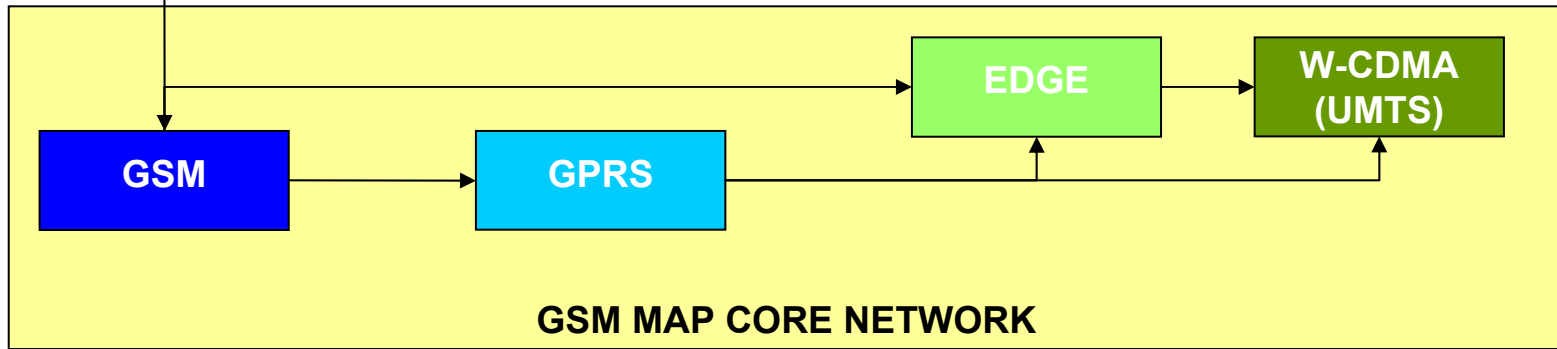 EDGE
W-CDMA
(UMTS)
GSM
GPRS
GSM MAP CORE NETWORK